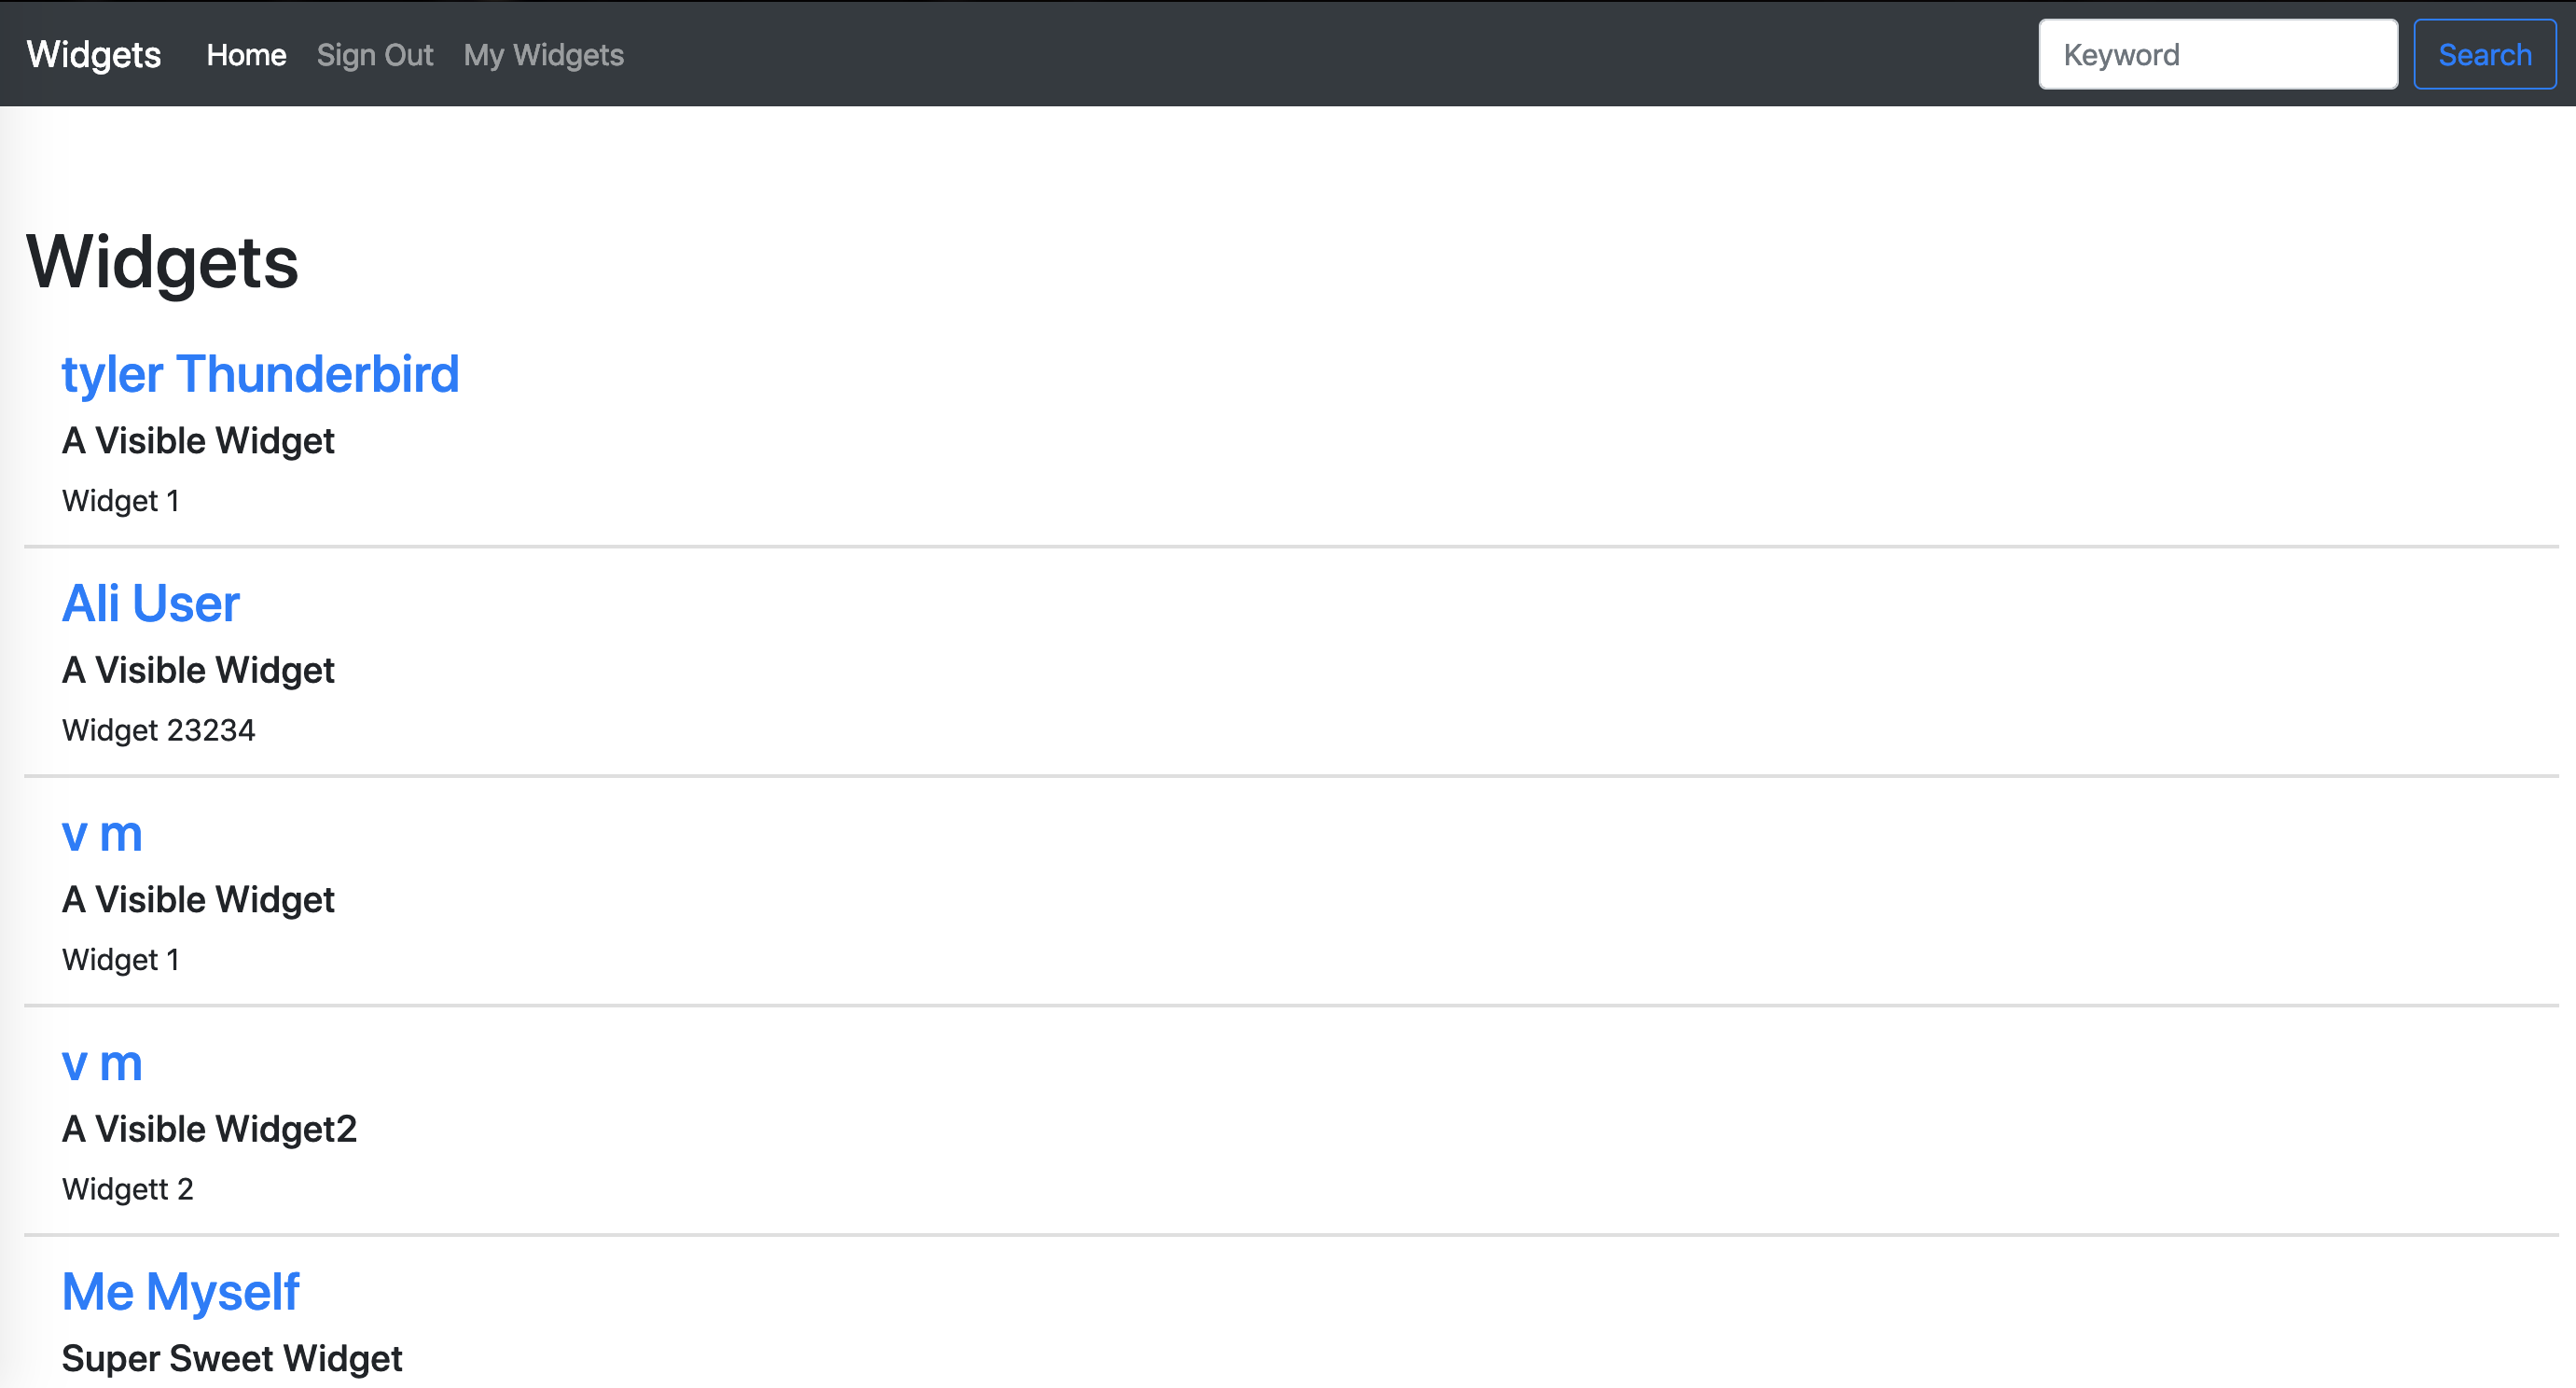 Widgets Home Sign Out My Widgets Keyword Search
Widgets
tyler Thunderbird
A Visible Widget
Widget 1
Ali User
A Visible Widget
Widget 23234
v m
A Visible Widget
Widget 1
v m
A Visible Widget2
Widgett 2
Me Myself
Super Sweet Widget